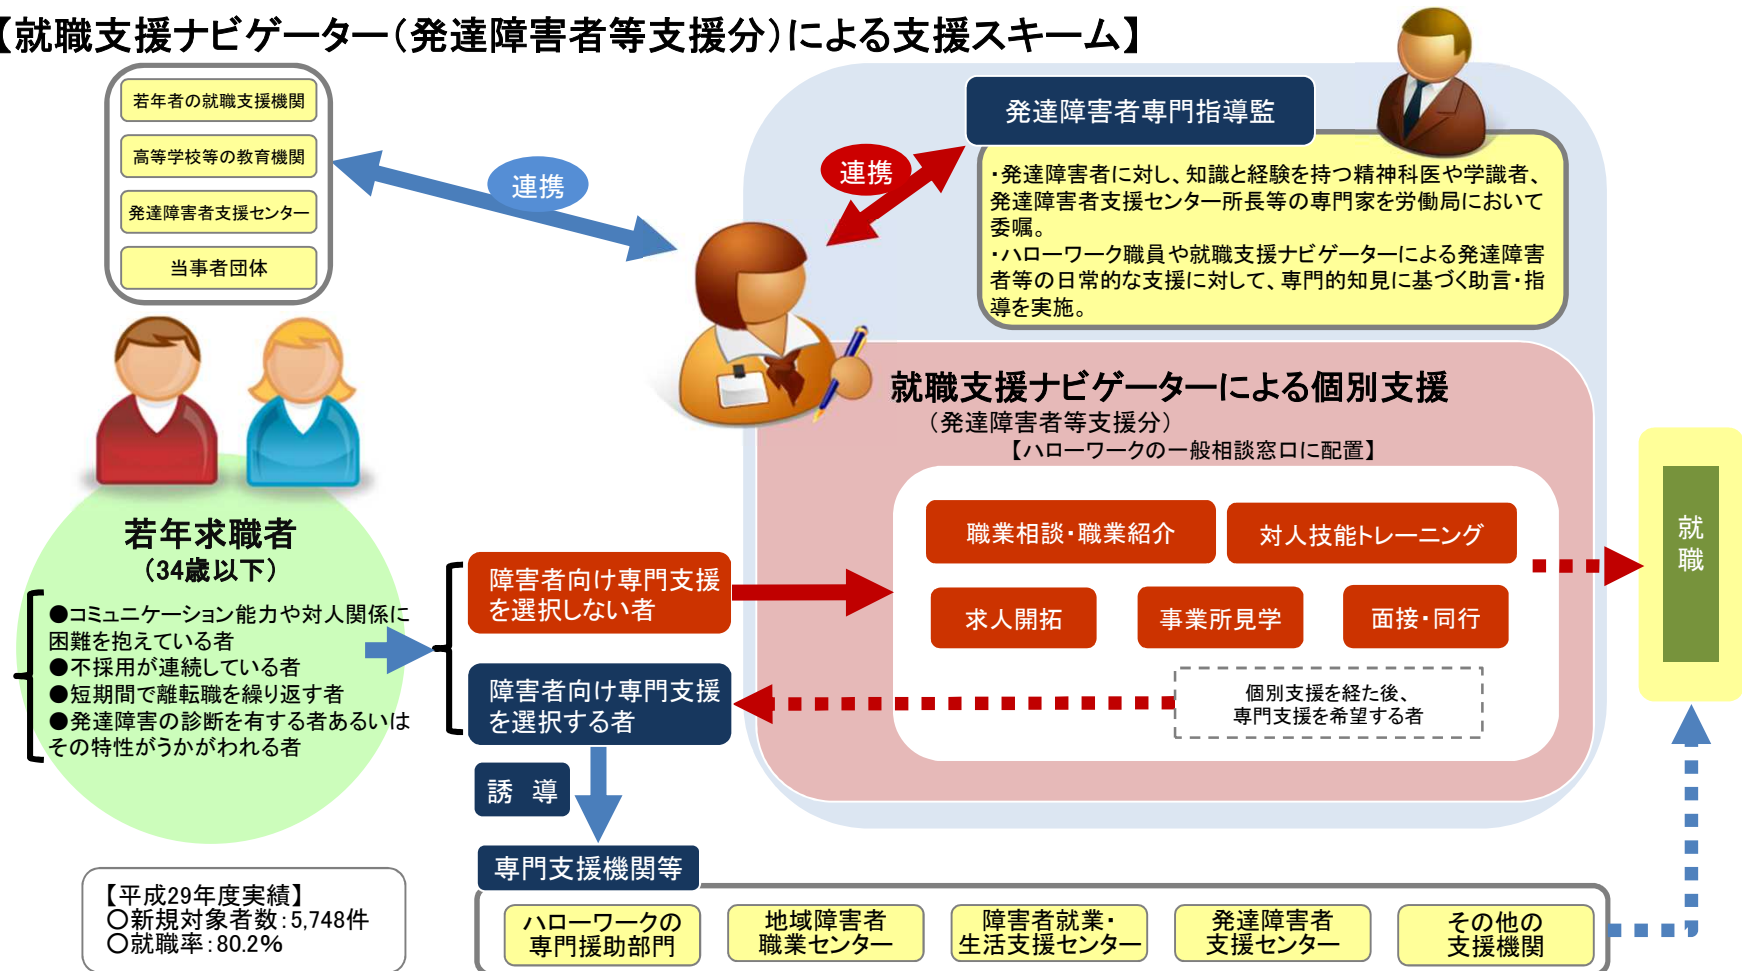 【就職支援ナビゲーター(発達障害者等支援分)による支援スキーム】
若年者の就職支援機関
高等学校等の教育機関
発達障害者支援センター
当事者団体
連携
連携
発達障害者専門指導監
・発達障害者に対し、知識と経験を持つ精神科医や学識者、
発達障害者支援センター所長等の専門家を労働局において
委嘱。
・ハローワーク職員や就職支援ナビゲーターによる発達障害
者等の日常的な支援に対して、専門的知見に基づく助言・指
導を実施。
就職支援ナビゲーターによる個別支援
(発達障害者等支援分)
【ハローワークの一般相談窓口に配置】
職業相談・職業紹介
対人技能トレーニング
求人開拓
事業所見学
面接・同行
個別支援を経た後、
専門支援を希望する者
就職
若年求職者
(34歳以下)
●コミュニケーション能力や対人関係に
困難を抱えている者
●不採用が連続している者
●短期間で離転職を繰り返す者
●発達障害の診断を有する者あるいは
その特性がうかがわれる者
障害者向け専門支援
を選択しない者
障害者向け専門支援
を選択する者
誘 導
専門支援機関等
ハローワークの
専門援助部門
地域障害者
職業センター
障害者就業・
生活支援センター
発達障害者
支援センター
その他の
支援機関
【平成29年度実績】
○新規対象者数:5,748件
○就職率:80.2%